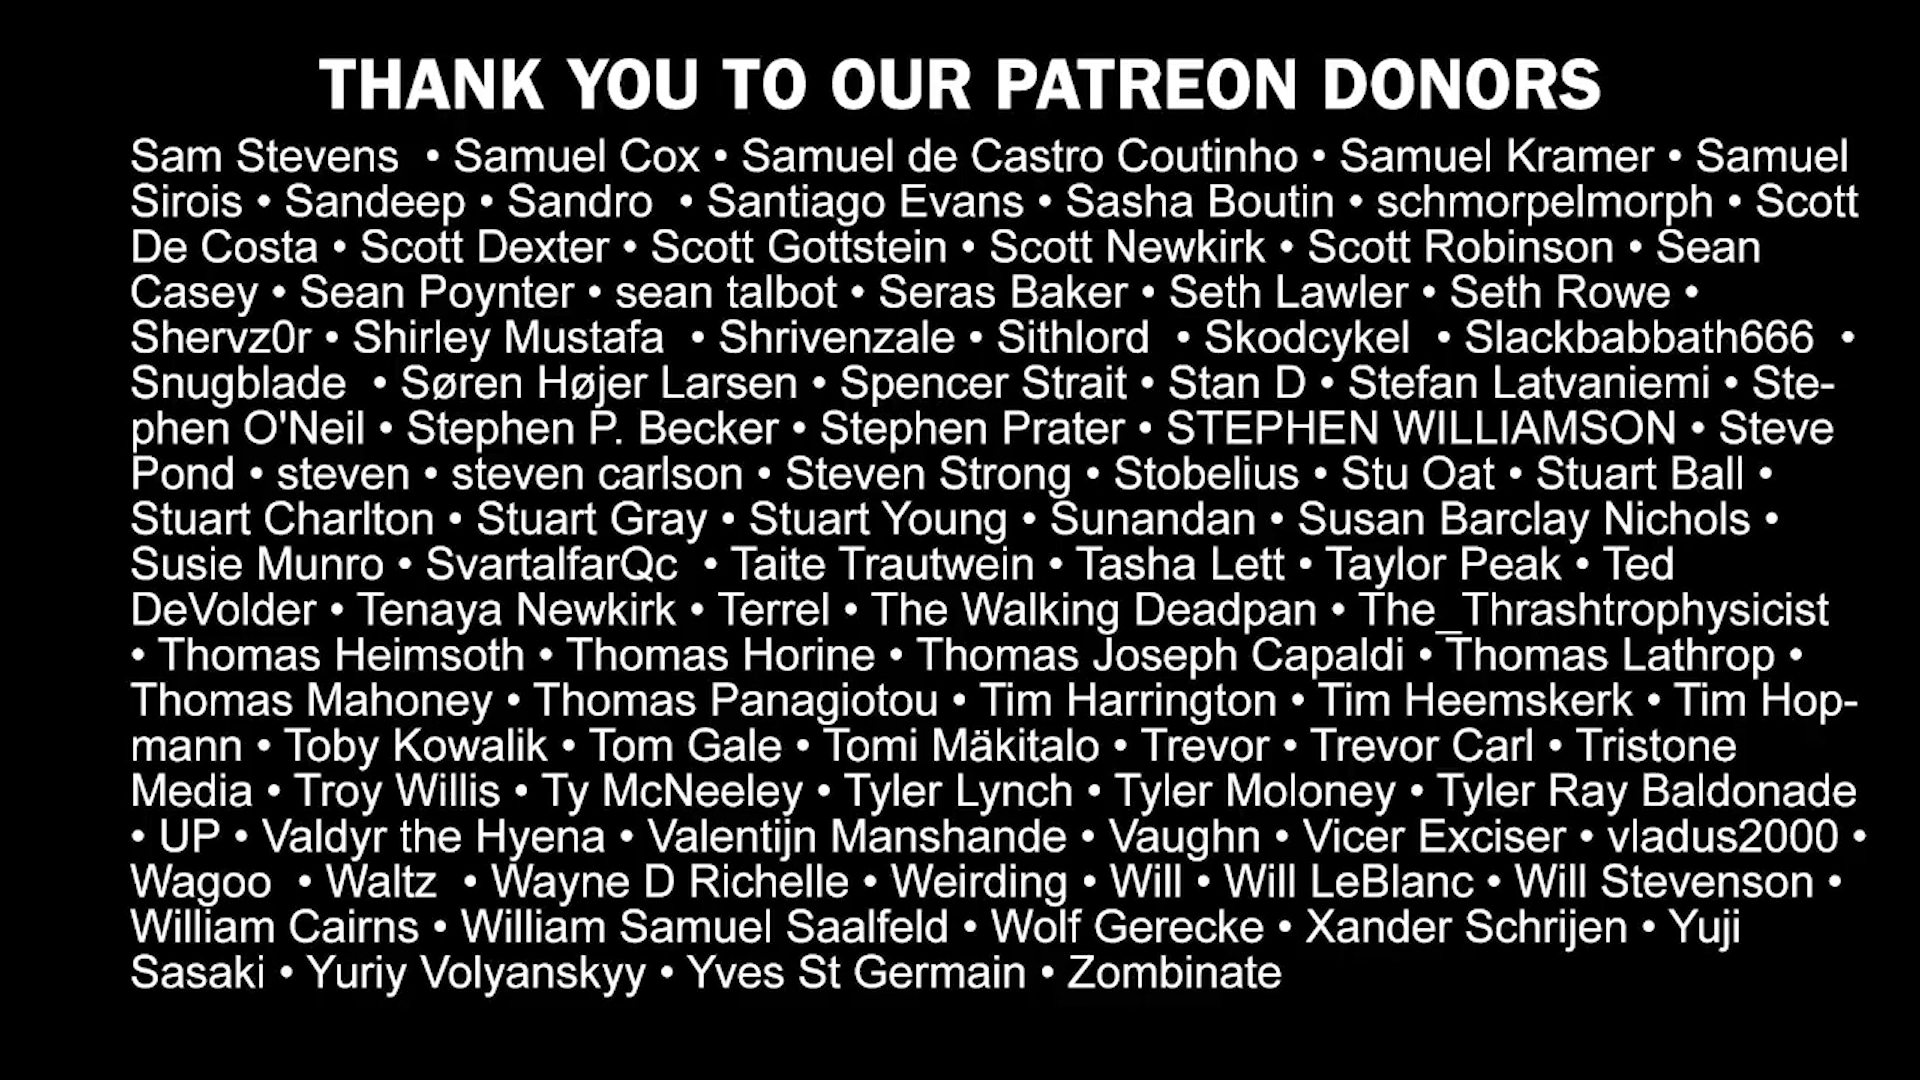 THANK YOU TO OUR PATREON DONORS
Sam Stevens • Samuel Cox • Samuel de Castro Coutinho • Samuel Kramer • Samuel
Sirois • Sandeep • Sandro • Santiago Evans • Sasha Boutin • schmorpelmorph • Scott
De Costa • Scott Dexter • Scott Gottstein • Scott Newkirk • Scott Robinson • Sean
Casey • Sean Poynter • sean talbot • Seras Baker • Seth Lawler • Seth Rowe •
Shervz0r • Shirley Mustafa • Shrivenzale • Sithlord • Skodcykel • Slackbabbath666 •
Snugblade • Søren Højer Larsen • Spencer Strait • Stan D • Stefan Latvaniemi • Ste-
phen O'Neil • Stephen P. Becker • Stephen Prater • STEPHEN WILLIAMSON • Steve
Pond • steven • steven carlson • Steven Strong • Stobelius • Stu Oat • Stuart Ball •
Stuart Charlton • Stuart Gray • Stuart Young • Sunandan • Susan Barclay Nichols •
Susie Munro • SvartalfarQc • Taite Trautwein • Tasha Lett • Taylor Peak • Ted
DeVolder • Tenaya Newkirk • Terrel • The Walking Deadpan • The_Thrashtrophysicist
• Thomas Heimsoth • Thomas Horine • Thomas Joseph Capaldi • Thomas Lathrop •
Thomas Mahoney • Thomas Panagiotou • Tim Harrington • Tim Heemskerk • Tim Hop-
mann • Toby Kowalik • Tom Gale • Tomi Mäkitalo • Trevor • Trevor Carl • Tristone
Media • Troy Willis • Ty McNeeley • Tyler Lynch • Tyler Moloney • Tyler Ray Baldonade
• UP • Valdyr the Hyena • Valentijn Manshande • Vaughn • Vicer Exciser • vladus2000 •
Wagoo • Waltz • Wayne D Richelle • Weirding • Will • Will LeBlanc • Will Stevenson •
William Cairns • William Samuel Saalfeld • Wolf Gerecke • Xander Schrijen • Yuji
Sasaki • Yuriy Volyanskyy • Yves St Germain • Zombinate